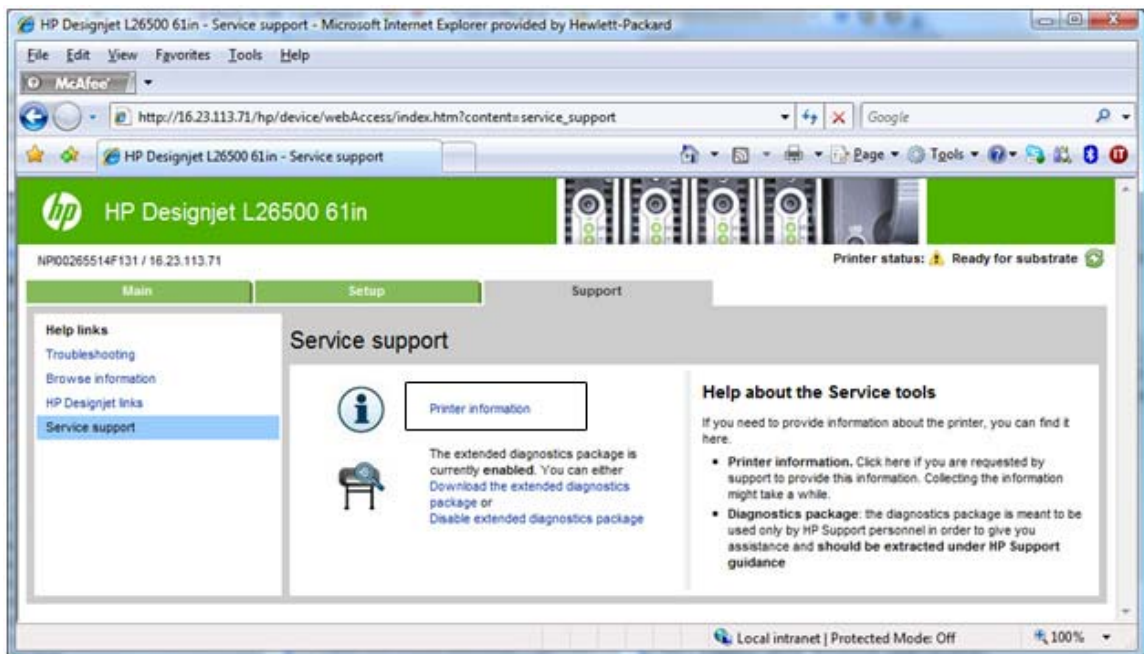 HP Designjet L26500 61in - Service support - Microsoft Internet Explorer provided by Hewlett-Packard
File Edit View Favorites Tools Help
McAfee
http://16.23.113.71/hp/device/webAccess/index.htm?content=service_support
Google
HP Designjet L26500 61in - Service support
Page Tools
hp
HP Designjet L26500 61in
NPI00265514F131 / 16.23.113.71
Printer status: Ready for substrate
Main
Setup
Support
Help links
Troubleshooting
Browse information
HP Designjet links
Service support
Service support
Printer information
The extended diagnostics package is
currently enabled. You can either
Download the extended diagnostics
package or
Disable extended diagnostics package
Help about the Service tools
If you need to provide information about the printer, you can find it
here.
• Printer information. Click here if you are requested by
support to provide this information. Collecting the information
might take a while.
• Diagnostics package: the diagnostics package is meant to be
used only by HP Support personnel in order to give you
assistance and should be extracted under HP Support
guidance
Local intranet | Protected Mode: Off
100%